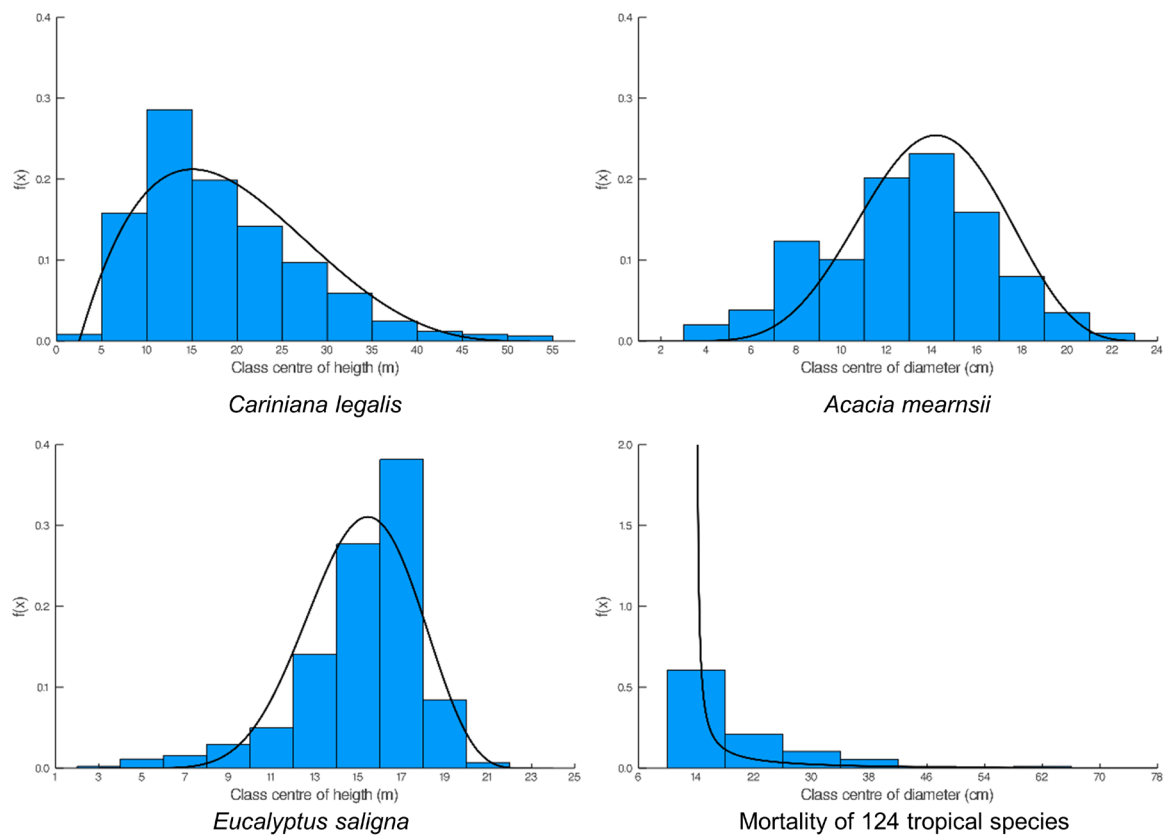 0.4
0.3
0.2
0.1
0.0
f(x)
0 5 10 15 20 25 30 35 40 45 50 55
Class centre of heigth (m)
Cariniana legalis
0.4
0.3
0.2
0.1
0.0
f(x)
2 4 6 8 10 12 14 16 18 20 22 24
Class centre of diameter (cm)
Acacia mearnsii
0.4
0.3
0.2
0.1
0.0
f(x)
1 3 5 7 9 11 13 15 17 19 21 23 25
Class centre of heigth (m)
Eucalyptus saligna
2.0
1.5
1.0
0.5
0.0
f(x)
6 14 22 30 38 46 54 62 70 78
Class centre of diameter (cm)
Mortality of 124 tropical species